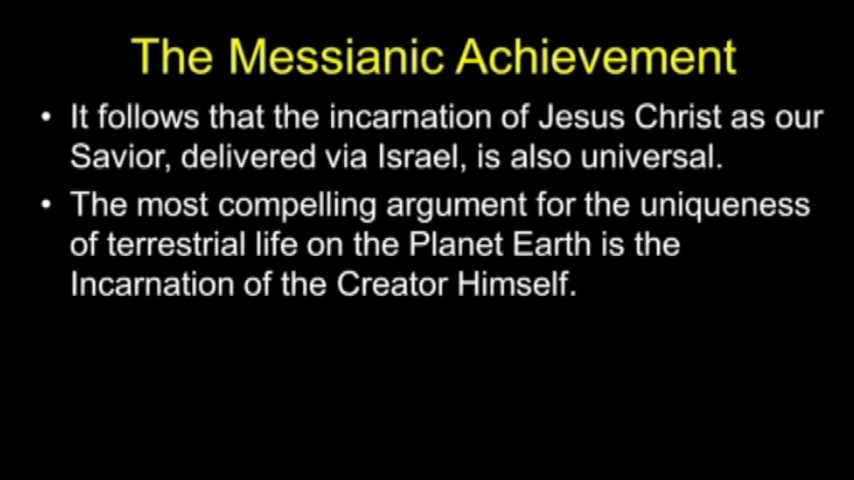 The Messianic Achievement
• It follows that the incarnation of Jesus Christ as our
Savior, delivered via Israel, is also universal.
• The most compelling argument for the uniqueness
of terrestrial life on the Planet Earth is the
Incarnation of the Creator Himself.